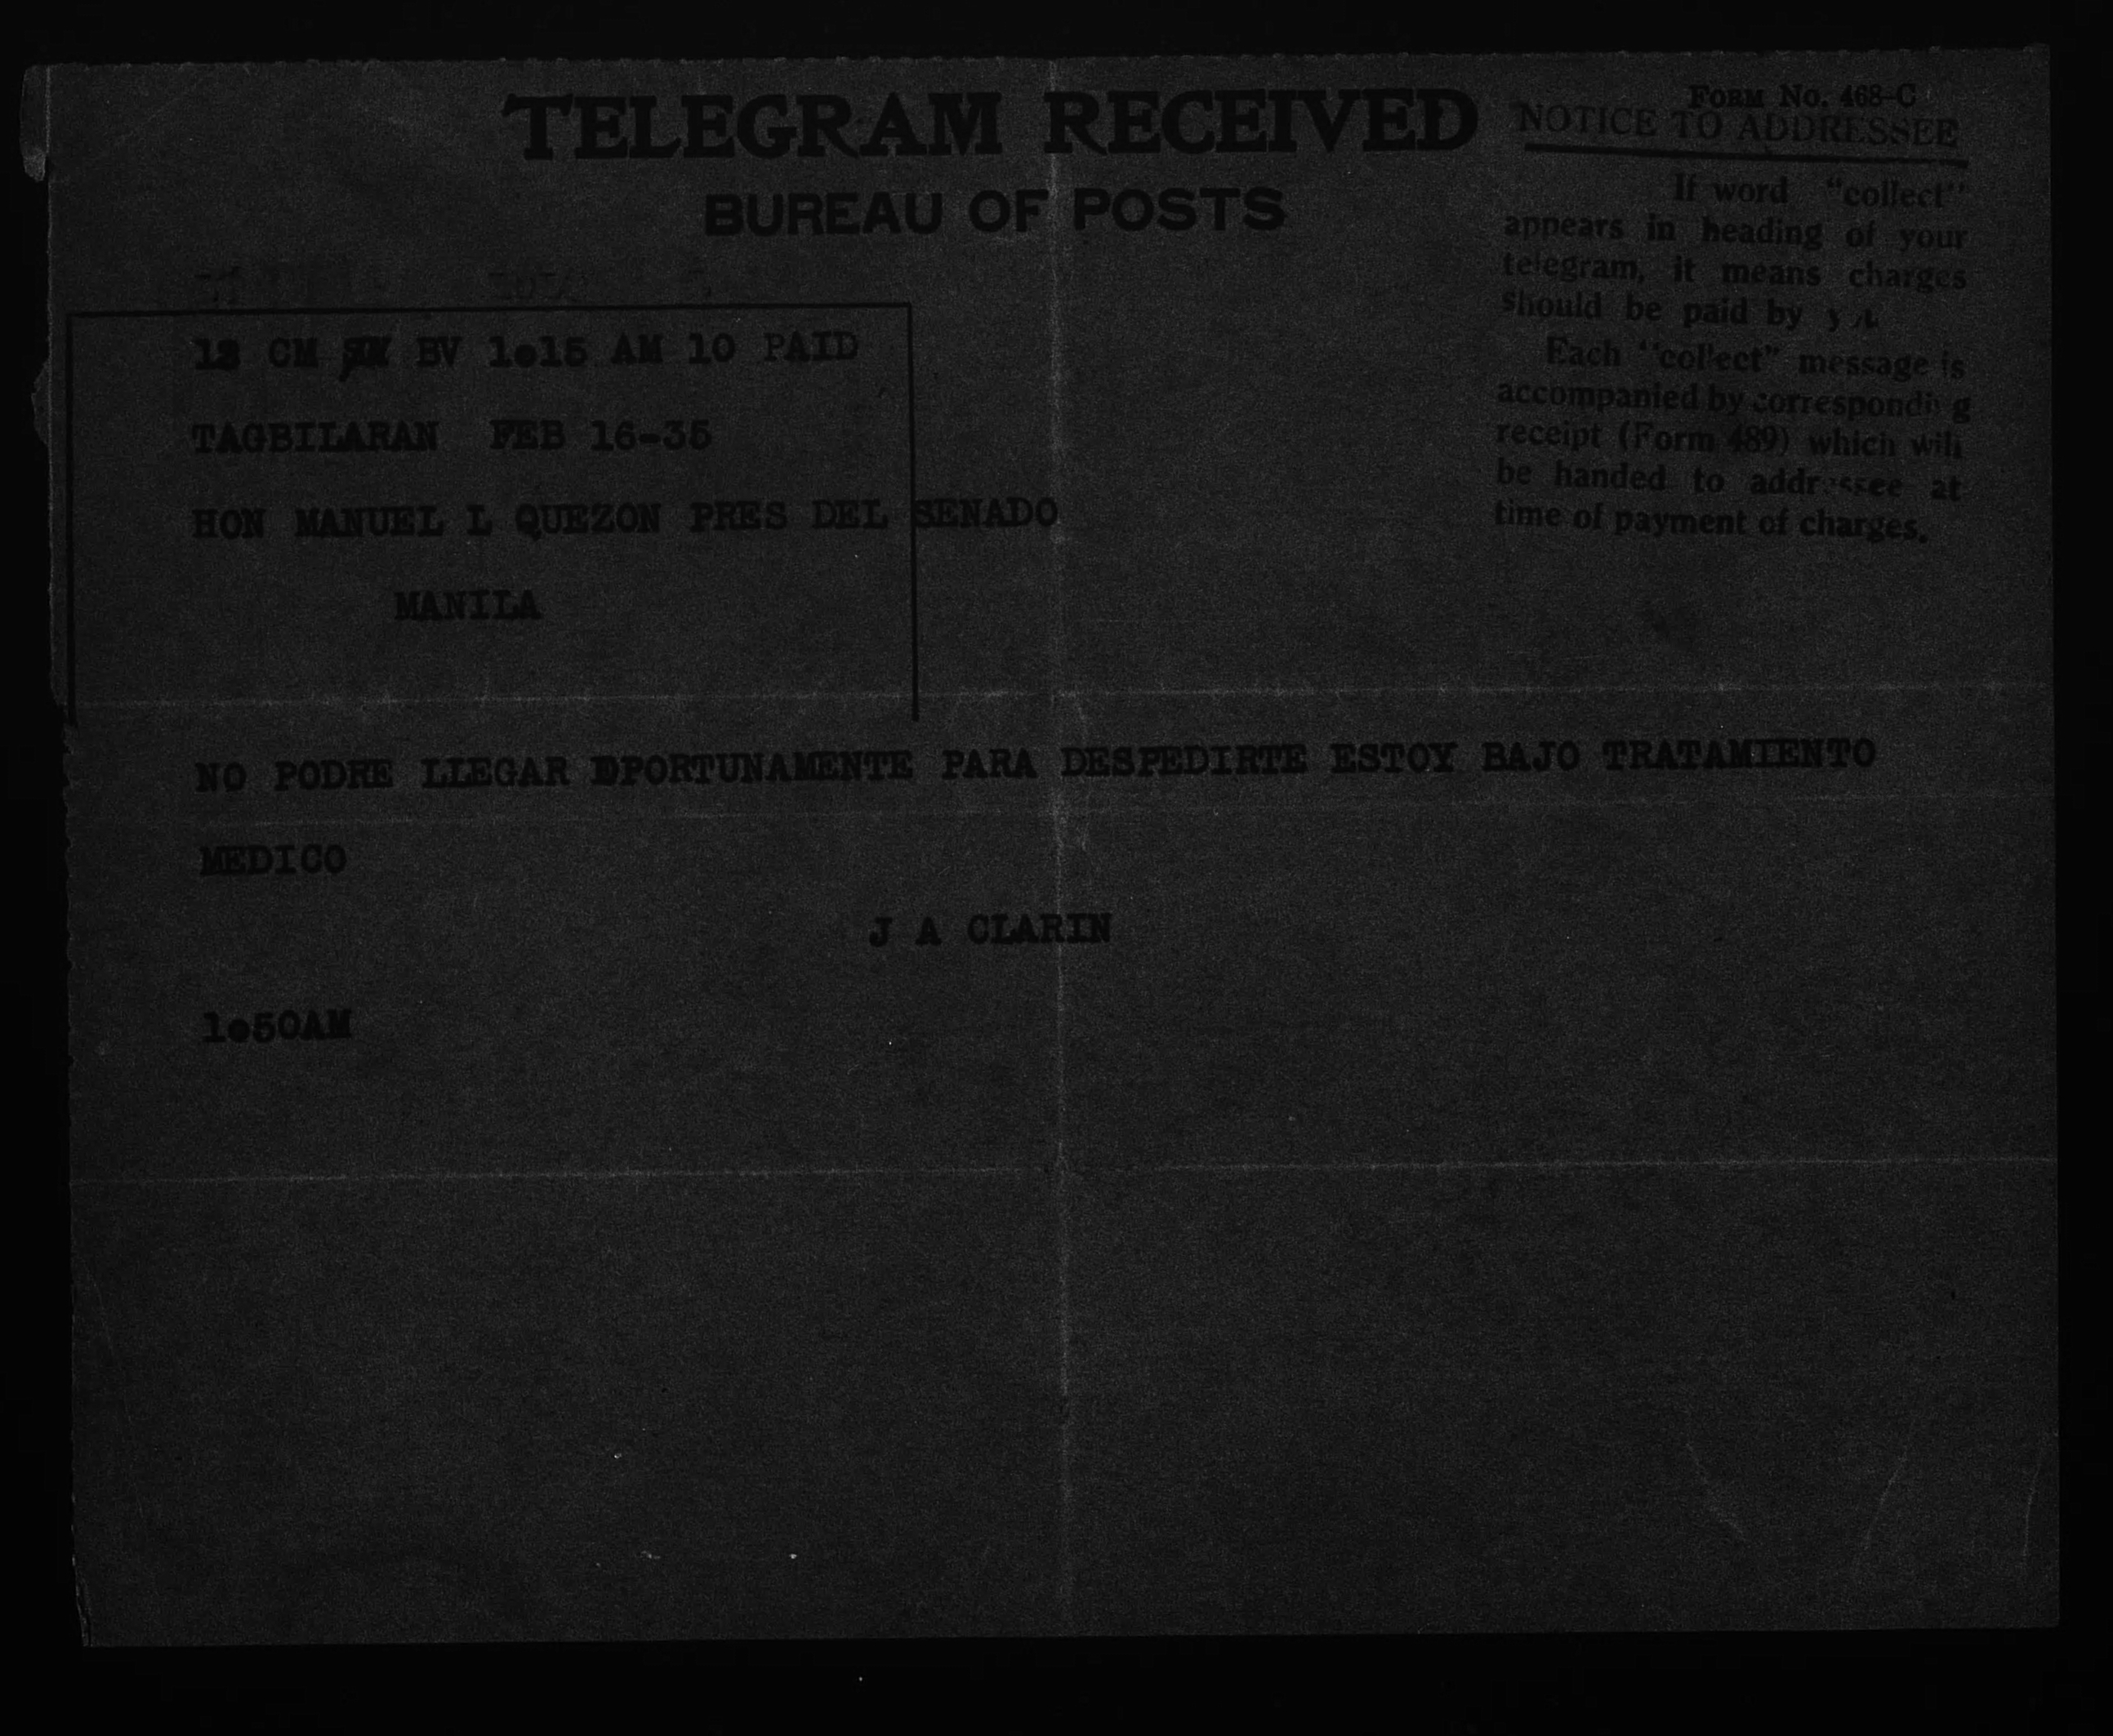 FORM No. 468-C
TELEGRAM RECEIVED
BUREAU OF POSTS
NOTICE TO ADDRESSEE
If word "collect"
appears in heading of your
telegram, it means charges
should be paid by
Each "collect" message is
accompanied by corresponding
receipt (Form 489) which will
be handed to addressee at
time of payment of charges.
CM BV 1e15 AM 10 PAID
TAGBILARAN FEB 16-35
HON MANUEL L QUEZON PRES DEL SENADO
MANILA
NO PODRE LLEGAR OPORTUNAMENTE PARA DESPEDIRTE ESTOY BAJO TRATAMIENTO
MEDICO
J A CLARIN
1e50AM